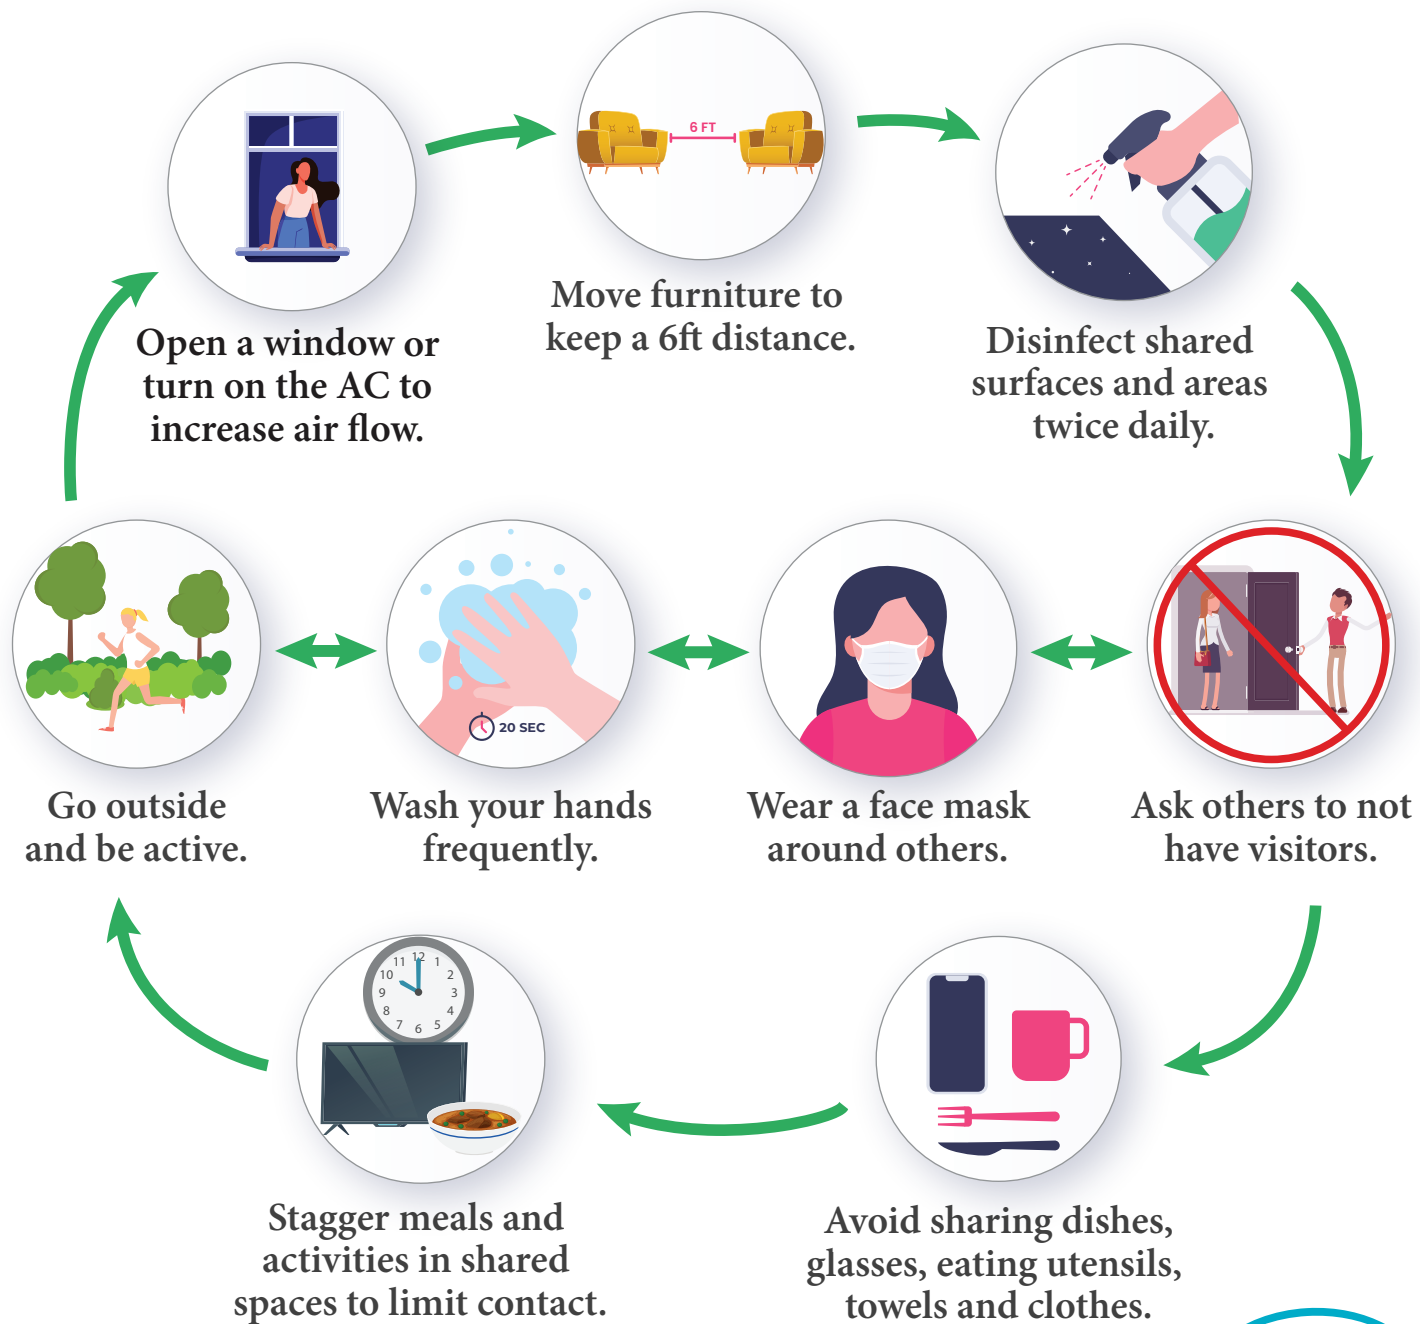 6 FT
Open a window or
turn on the AC to
increase air flow.
Move furniture to
keep a 6ft distance.
Disinfect shared
surfaces and areas
twice daily.
20 SEC
Go outside
and be active.
Wash your hands
frequently.
Wear a face mask
around others.
Ask others to not
have visitors.
12
1
2
3
4
5
6
7
8
9
10
11
Stagger meals and
activities in shared
spaces to limit contact.
Avoid sharing dishes,
glasses, eating utensils,
towels and clothes.